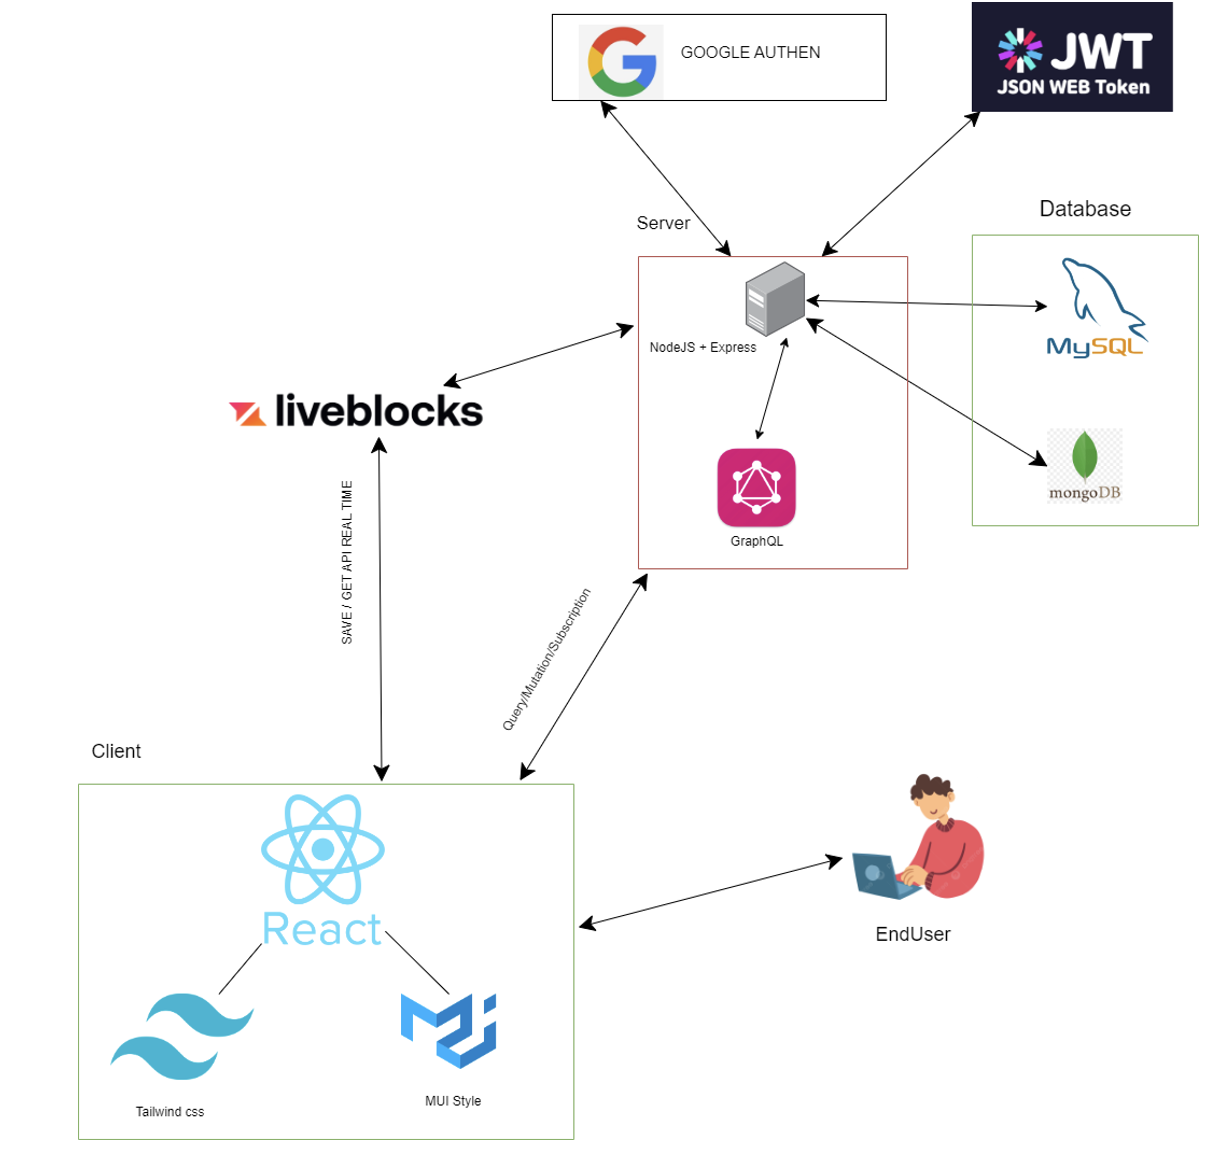 GOOGLE AUTHEN
JWT
JSON WEB Token
Database
Server
MySQL
NodeJS + Express
liveblocks
mongoDB
GraphQL
SAVE / GET API REAL TIME
Query/Mutation/Subscription
Client
React
EndUser
MUI Style
Tailwind css